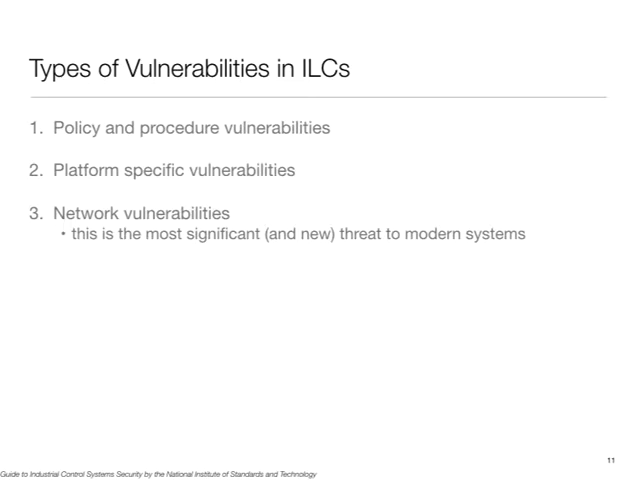 Types of Vulnerabilities in ILCs
1. Policy and procedure vulnerabilities
2. Platform specific vulnerabilities
3. Network vulnerabilities
• this is the most significant (and new) threat to modern systems
11
Guide to Industrial Control Systems Security by the National Institute of Standards and Technology